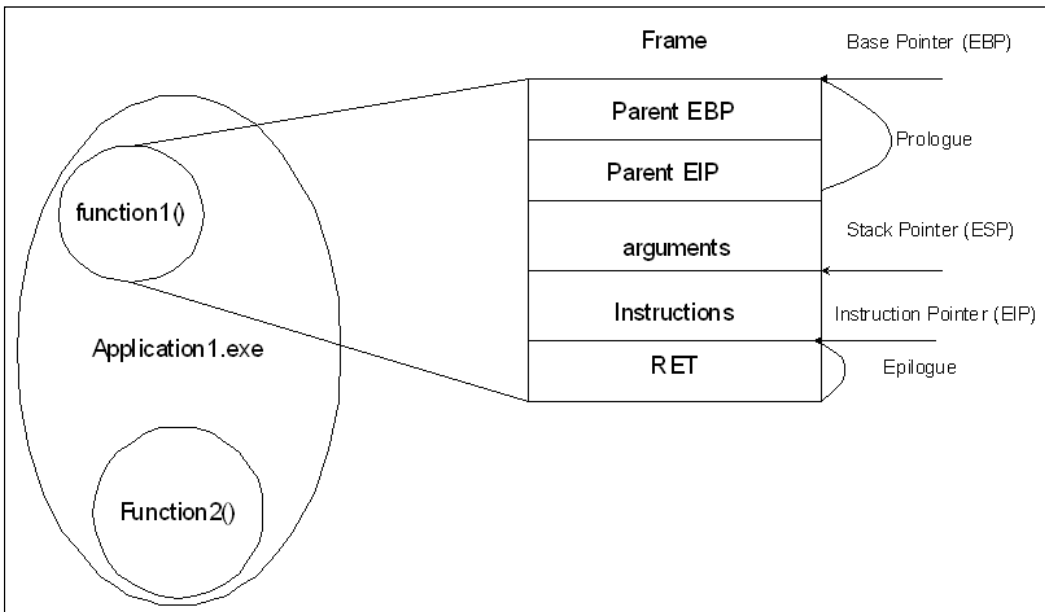 Frame
Base Pointer (EBP)
Parent EBP
Prologue
Parent EIP
function1()
Stack Pointer (ESP)
arguments
Instructions
Instruction Pointer (EIP)
Application1.exe
RET
Epilogue
Function2()